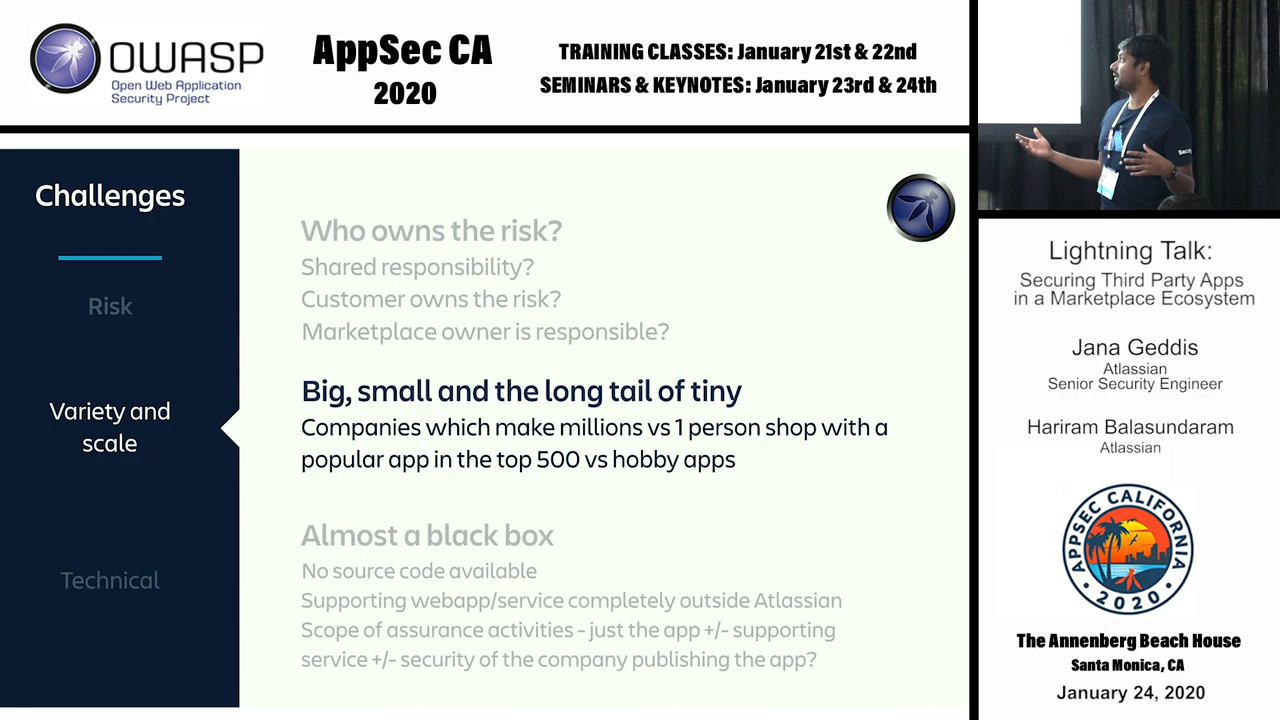 OWASP
Open Web Application
Security Project
AppSec CA
2020
TRAINING CLASSES: January 21st & 22nd
SEMINARS & KEYNOTES: January 23rd & 24th
Challenges
Risk
Variety and
scale
Technical
Who owns the risk?
Shared responsibility?
Customer owns the risk?
Marketplace owner is responsible?
Big, small and the long tail of tiny
Companies which make millions vs 1 person shop with a
popular app in the top 500 vs hobby apps
Almost a black box
No source code available
Supporting webapp/service completely outside Atlassian
Scope of assurance activities - just the app +/- supporting
service +/- security of the company publishing the app?
Lightning Talk:
Securing Third Party Apps
in a Marketplace Ecosystem
Jana Geddis
Atlassian
Senior Security Engineer
Hariram Balasundaram
Atlassian
APPSEC CALIFORNIA
• 2020 •
The Annenberg Beach House
Santa Monica, CA
January 24, 2020